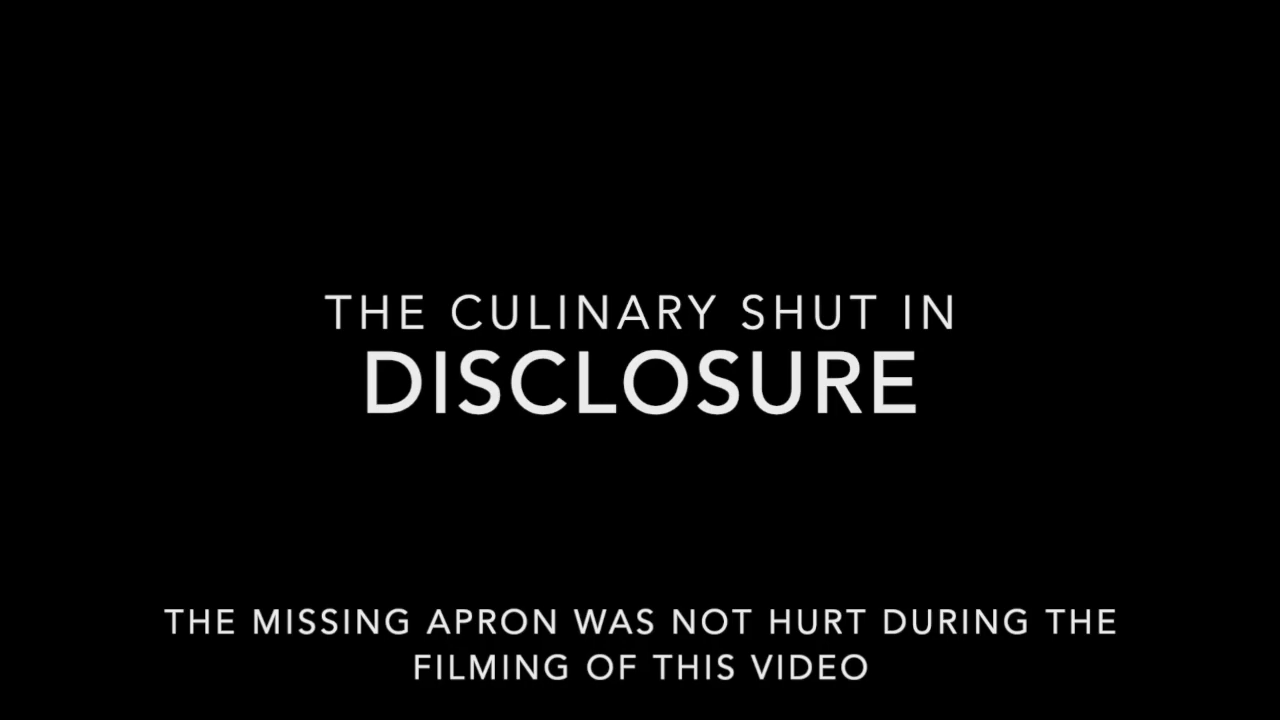 THE CULINARY SHUT IN
DISCLOSURE
THE MISSING APRON WAS NOT HURT DURING THE
FILMING OF THIS VIDEO